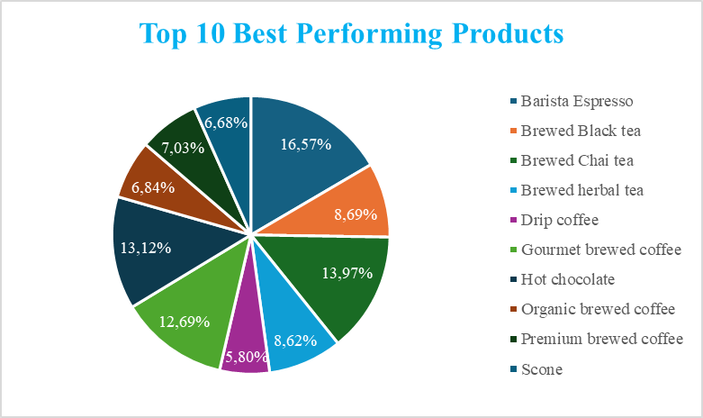 Top 10 Best Performing Products
16,57%
8,69%
13,97%
8,62%
5,80%
12,69%
13,12%
6,84%
7,03%
6,68%
Barista Espresso
Brewed Black tea
Brewed Chai tea
Brewed herbal tea
Drip coffee
Gourmet brewed coffee
Hot chocolate
Organic brewed coffee
Premium brewed coffee
Scone